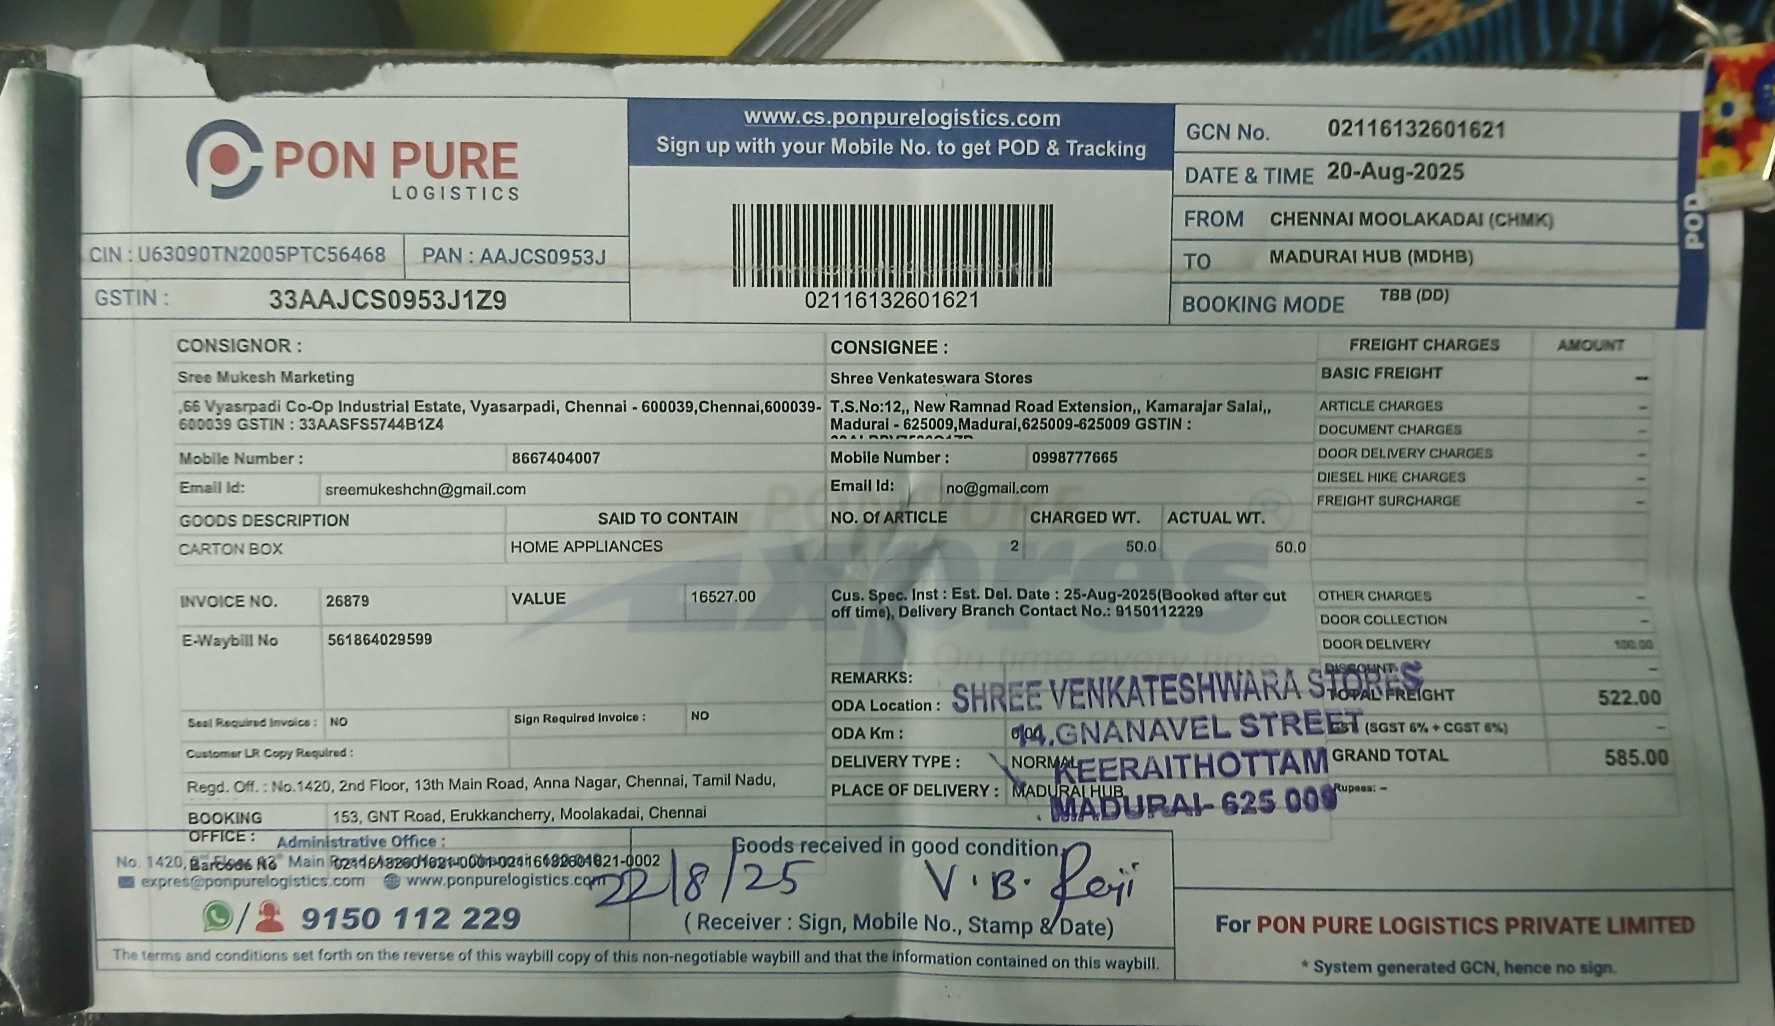 PON PURE
LOGISTICS
CIN : U63090TN2005PTC56468
PAN : AAJCS0953J
GSTIN :
33AAJCS0953J1Z9
www.cs.ponpurelogistics.com
Sign up with your Mobile No. to get POD & Tracking
02116132601621
GCN No. 02116132601621
DATE & TIME 20-Aug-2025
FROM CHENNAI MOOLAKADAI (CHMK)
TO MADURAI HUB (MDHB)
BOOKING MODE TBB (DD)
POD
CONSIGNOR :
Sree Mukesh Marketing
,66 Vyasrpadi Co-Op Industrial Estate, Vyasarpadi, Chennai - 600039,Chennai,600039-
600039 GSTIN : 33AASFS5744B1Z4
Mobile Number : 8667404007
Email Id: sreemukeshchn@gmail.com
GOODS DESCRIPTION SAID TO CONTAIN
CARTON BOX HOME APPLIANCES
INVOICE NO. 26879 VALUE 16527.00
E-Waybill No 561864029599
Seal Required Invoice : NO Sign Required Invoice : NO
Customer LR Copy Required :
Regd. Off. : No.1420, 2nd Floor, 13th Main Road, Anna Nagar, Chennai, Tamil Nadu,
BOOKING OFFICE : 153, GNT Road, Erukkancherry, Moolakadai, Chennai
CONSIGNEE :
Shree Venkateswara Stores
T.S.No:12,, New Ramnad Road Extension,, Kamarajar Salai,,
Madurai - 625009,Madurai,625009-625009 GSTIN :
Mobile Number : 0998777665
Email Id: no@gmail.com
NO. Of ARTICLE CHARGED WT. ACTUAL WT.
2 50.0 50.0
Cus. Spec. Inst : Est. Del. Date : 25-Aug-2025(Booked after cut
off time), Delivery Branch Contact No.: 9150112229
REMARKS:
ODA Location :
ODA Km :
DELIVERY TYPE : NORMAL
PLACE OF DELIVERY : MADURAI HUB
SHREE VENKATESHWARA STORES
GNANAVEL STREET
KEERAITHOTTAM
MADURAI- 625 009
FREIGHT CHARGES AMOUNT
BASIC FREIGHT --
ARTICLE CHARGES -
DOCUMENT CHARGES -
DOOR DELIVERY CHARGES -
DIESEL HIKE CHARGES -
FREIGHT SURCHARGE -
OTHER CHARGES -
DOOR COLLECTION -
DOOR DELIVERY 100.00
DISCOUNT -
TOTAL FREIGHT 522.00
(SGST 6% + CGST 6%) -
GRAND TOTAL 585.00
Rupees: -
Administrative Office :
No. 1420, Main
Barcode No
expres@ponpurelogistics.com www.ponpurelogistics.com
9150 112 229
Goods received in good condition
22/8/25 V.B.
( Receiver : Sign, Mobile No., Stamp & Date)
For PON PURE LOGISTICS PRIVATE LIMITED
* System generated GCN, hence no sign.
The terms and conditions set forth on the reverse of this waybill copy of this non-negotiable waybill and that the information contained on this waybill.